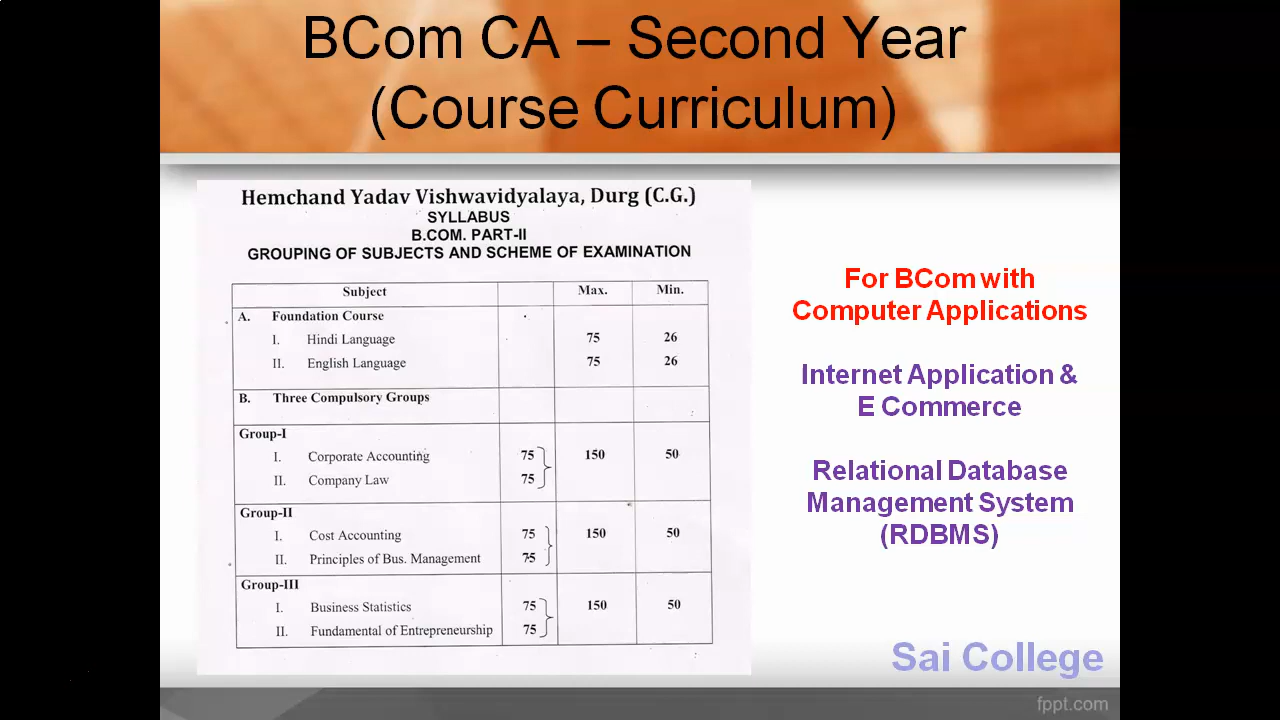 BCom CA – Second Year
(Course Curriculum)
Hemchand Yadav Vishwavidyalaya, Durg (C.G.)
SYLLABUS
B.COM. PART-II
GROUPING OF SUBJECTS AND SCHEME OF EXAMINATION
Subject Max. Min.
A. Foundation Course
I. Hindi Language 75 26
II. English Language 75 26
B. Three Compulsory Groups
Group-I
I. Corporate Accounting 75 150 50
II. Company Law 75
Group-II
I. Cost Accounting 75 150 50
II. Principles of Bus. Management 75
Group-III
I. Business Statistics 75 150 50
II. Fundamental of Entrepreneurship 75
For BCom with
Computer Applications
Internet Application &
E Commerce
Relational Database
Management System
(RDBMS)
Sai College
fppt.com